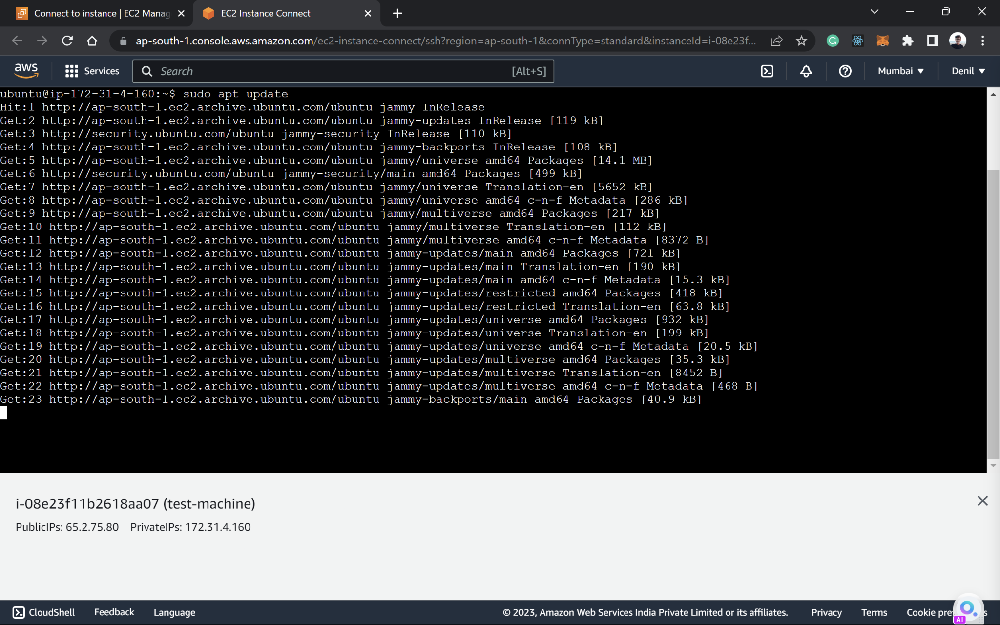 Connect to instance | EC2 Manag
EC2 Instance Connect
ap-south-1.console.aws.amazon.com/ec2-instance-connect/ssh?region=ap-south-1&connType=standard&instanceId=i-08e23f...
aws
Services
Search
[Alt+S]
Mumbai
Denil
ubuntu@ip-172-31-4-160:~$ sudo apt update
Hit:1 http://ap-south-1.ec2.archive.ubuntu.com/ubuntu jammy InRelease
Get:2 http://ap-south-1.ec2.archive.ubuntu.com/ubuntu jammy-updates InRelease [119 kB]
Get:3 http://security.ubuntu.com/ubuntu jammy-security InRelease [110 kB]
Get:4 http://ap-south-1.ec2.archive.ubuntu.com/ubuntu jammy-backports InRelease [108 kB]
Get:5 http://ap-south-1.ec2.archive.ubuntu.com/ubuntu jammy/universe amd64 Packages [14.1 MB]
Get:6 http://security.ubuntu.com/ubuntu jammy-security/main amd64 Packages [499 kB]
Get:7 http://ap-south-1.ec2.archive.ubuntu.com/ubuntu jammy/universe Translation-en [5652 kB]
Get:8 http://ap-south-1.ec2.archive.ubuntu.com/ubuntu jammy/universe amd64 c-n-f Metadata [286 kB]
Get:9 http://ap-south-1.ec2.archive.ubuntu.com/ubuntu jammy/multiverse amd64 Packages [217 kB]
Get:10 http://ap-south-1.ec2.archive.ubuntu.com/ubuntu jammy/multiverse Translation-en [112 kB]
Get:11 http://ap-south-1.ec2.archive.ubuntu.com/ubuntu jammy/multiverse amd64 c-n-f Metadata [8372 B]
Get:12 http://ap-south-1.ec2.archive.ubuntu.com/ubuntu jammy-updates/main amd64 Packages [721 kB]
Get:13 http://ap-south-1.ec2.archive.ubuntu.com/ubuntu jammy-updates/main Translation-en [190 kB]
Get:14 http://ap-south-1.ec2.archive.ubuntu.com/ubuntu jammy-updates/main amd64 c-n-f Metadata [15.3 kB]
Get:15 http://ap-south-1.ec2.archive.ubuntu.com/ubuntu jammy-updates/restricted amd64 Packages [418 kB]
Get:16 http://ap-south-1.ec2.archive.ubuntu.com/ubuntu jammy-updates/restricted Translation-en [63.8 kB]
Get:17 http://ap-south-1.ec2.archive.ubuntu.com/ubuntu jammy-updates/universe amd64 Packages [932 kB]
Get:18 http://ap-south-1.ec2.archive.ubuntu.com/ubuntu jammy-updates/universe Translation-en [199 kB]
Get:19 http://ap-south-1.ec2.archive.ubuntu.com/ubuntu jammy-updates/universe amd64 c-n-f Metadata [20.5 kB]
Get:20 http://ap-south-1.ec2.archive.ubuntu.com/ubuntu jammy-updates/multiverse amd64 Packages [35.3 kB]
Get:21 http://ap-south-1.ec2.archive.ubuntu.com/ubuntu jammy-updates/multiverse Translation-en [8452 B]
Get:22 http://ap-south-1.ec2.archive.ubuntu.com/ubuntu jammy-updates/multiverse amd64 c-n-f Metadata [468 B]
Get:23 http://ap-south-1.ec2.archive.ubuntu.com/ubuntu jammy-backports/main amd64 Packages [40.9 kB]
i-08e23f11b2618aa07 (test-machine)
PublicIPs: 65.2.75.80 PrivateIPs: 172.31.4.160
CloudShell
Feedback
Language
© 2023, Amazon Web Services India Private Limited or its affiliates.
Privacy
Terms
Cookie
AI